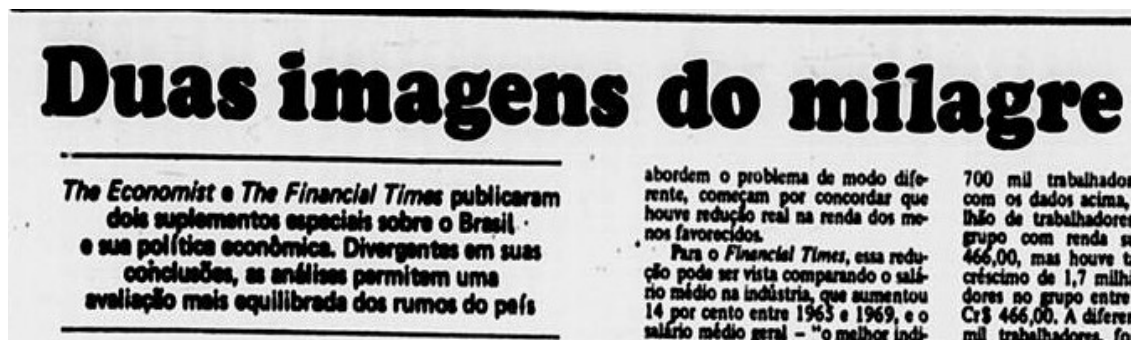 Duas imagens do milagre
The Economist e The Financial Times publicaram
dois suplementos especiais sobre o Brasil
e sua política econômica. Divergentes em suas
conclusões, as análises permitem uma
avaliação mais equilibrada dos rumos do país
abordem o problema de modo dife-
rente, começam por concordar que
houve redução real na renda dos me-
nos favorecidos.
Para o Financial Times, essa redu-
ção pode ser vista comparando o salá-
rio médio na indústria, que aumentou
14 por cento entre 1965 e 1969, e o
salário médio geral – "o melhor indi-
700 mil trabalhador
com os dados acima,
lhão de trabalhadore
grupo com renda s
466,00, mas houve t
créscimo de 1,7 milh
dores no grupo entre
Cr$ 466,00. A diferen
mil trabalhadores, fo